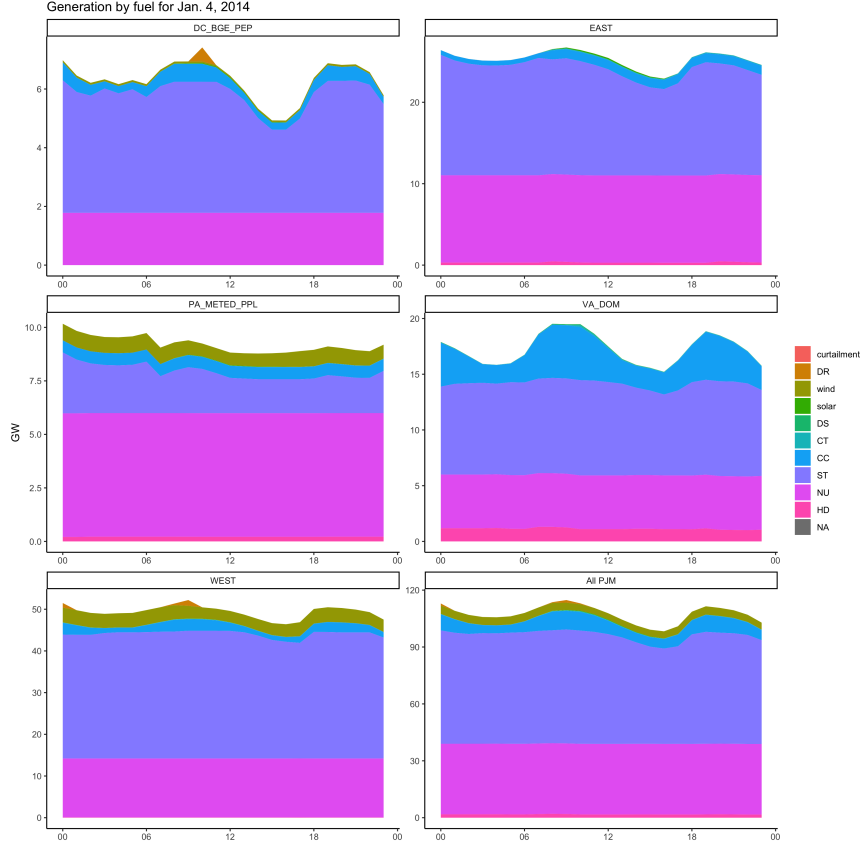 Generation by fuel for Jan. 4, 2014
DC_BGE_PEP
EAST
6
4
2
0
20
10
0
00 06 12 18 00
00 06 12 18 00
PA_METED_PPL
VA_DOM
10.0
7.5
5.0
2.5
0.0
20
15
10
5
0
00 06 12 18 00
00 06 12 18 00
GW
WEST
All PJM
50
40
30
20
10
0
120
90
60
30
0
00 06 12 18 00
00 06 12 18 00
curtailment
DR
wind
solar
DS
CT
CC
ST
NU
HD
NA